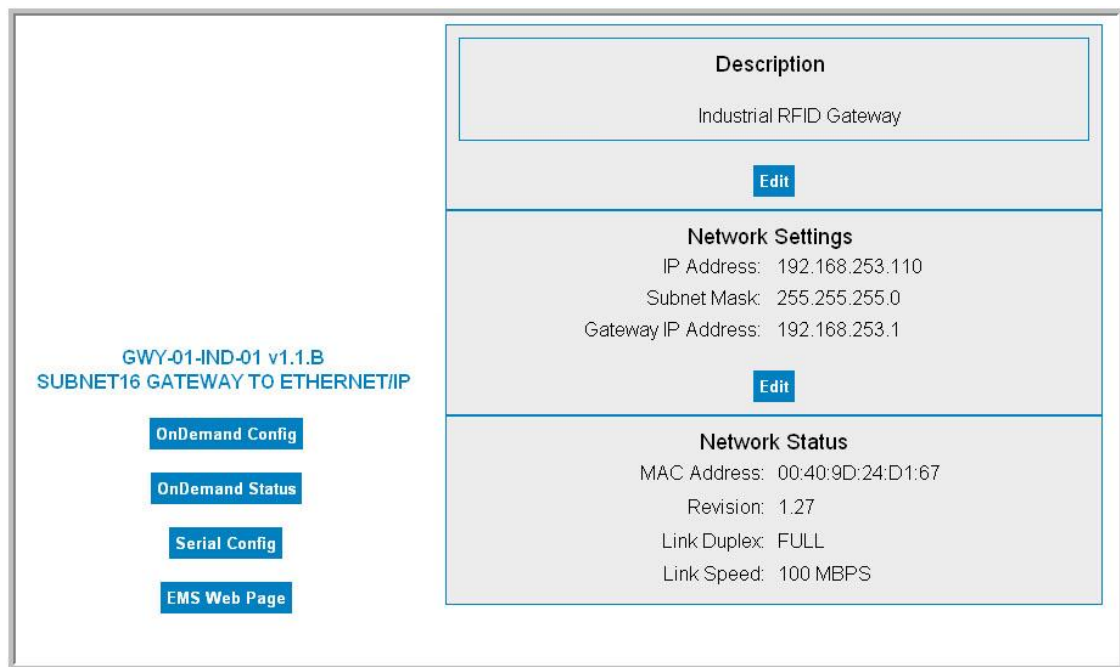 GWY-01-IND-01 v1.1.B
SUBNET16 GATEWAY TO ETHERNET/IP
OnDemand Config
OnDemand Status
Serial Config
EMS Web Page
Description
Industrial RFID Gateway
Edit
Network Settings
IP Address: 192.168.253.110
Subnet Mask: 255.255.255.0
Gateway IP Address: 192.168.253.1
Edit
Network Status
MAC Address: 00:40:9D:24:D1:67
Revision: 1.27
Link Duplex: FULL
Link Speed: 100 MBPS